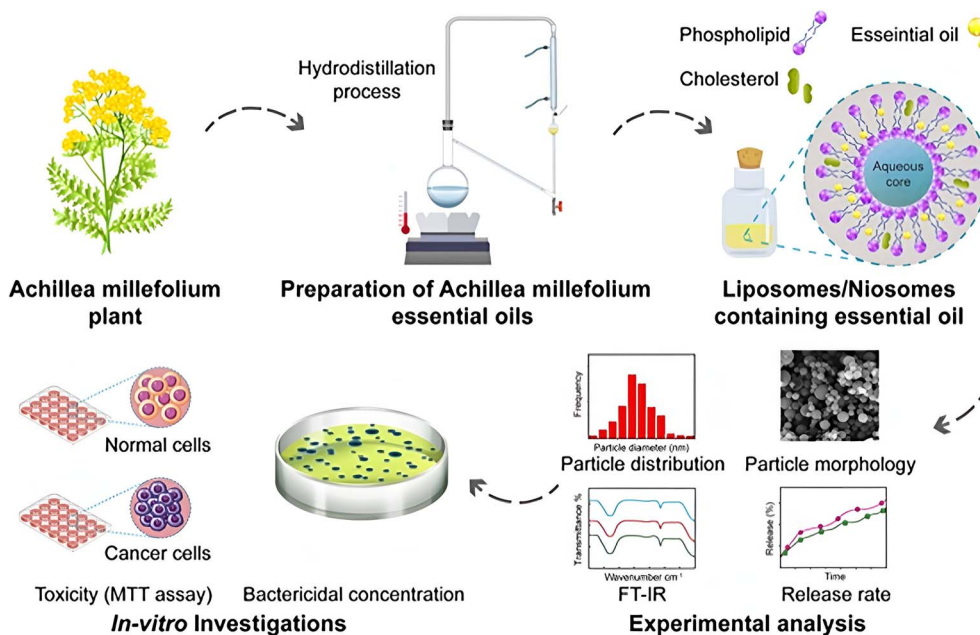 Phospholipid
Esseintial oil
Cholesterol
Hydrodistillation
process
Aqueous
core
Achillea millefolium
plant
Preparation of Achillea millefolium
essential oils
Liposomes/Niosomes
containing essential oil
Normal cells
Cancer cells
Toxicity (MTT assay)
Bactericidal concentration
In-vitro Investigations
Frequency
Particle diameter (nm)
Particle distribution
Particle morphology
Transmittance %
Wavenumber cm⁻¹
FT-IR
Release (%)
Time
Release rate
Experimental analysis